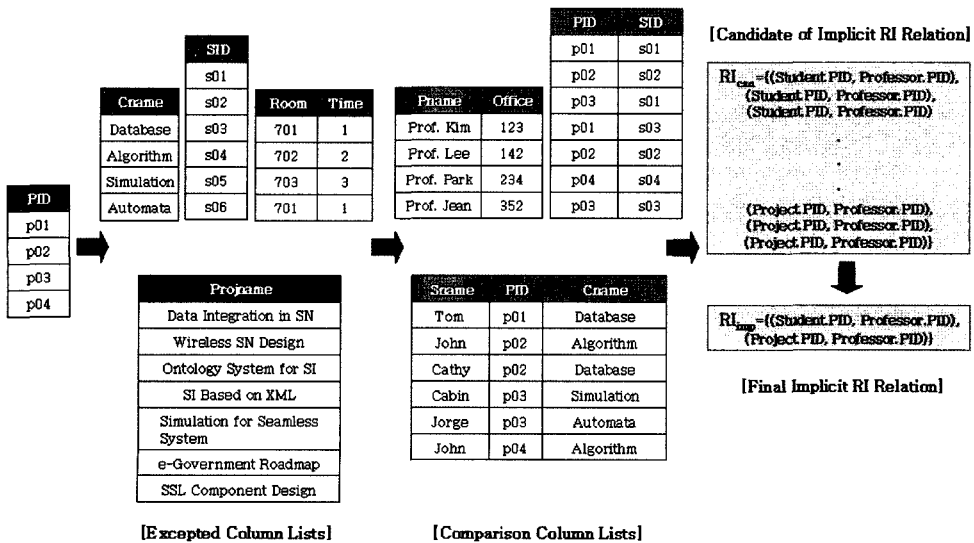 PID
p01
p02
p03
p04
Cname
Database
Algorithm
Simulation
Automata
SID
s01
s02
s03
s04
s05
s06
Room Time
701 1
702 2
703 3
701 1
Projname
Data Integration in SN
Wireless SN Design
Ontology System for SI
SI Based on XML
Simulation for Seamless
System
e-Government Roadmap
SSL Component Design
[Excepted Column Lists]
Pname Office
Prof. Kim 123
Prof. Lee 142
Prof. Park 234
Prof. Jean 352
PID SID
p01 s01
p02 s02
p03 s01
p01 s03
p02 s02
p04 s04
p03 s03
Sname PID Cname
Tom p01 Database
John p02 Algorithm
Cathy p02 Database
Cabin p03 Simulation
Jorge p03 Automata
John p04 Algorithm
[Comparison Column Lists]
[Candidate of Implicit RI Relation]
RIcan={(Student.PID, Professor.PID),
(Student.PID, Professor.PID),
(Student.PID, Professor.PID)
.
.
.
(Project.PID, Professor.PID),
(Project.PID, Professor.PID),
(Project.PID, Professor.PID)}
RIimp={(Student.PID, Professor.PID),
(Project.PID, Professor.PID)}
[Final Implicit RI Relation]